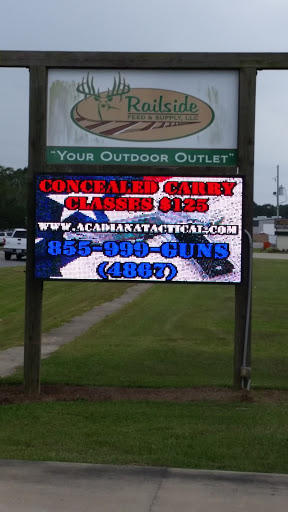 Railside
FEED & SUPPLY, LLC
"YOUR OUTDOOR OUTLET"
CONCEALED CARRY
CLASSES $125
WWW.ACADIANATACTICAL.COM
855-999-GUNS
(4867)